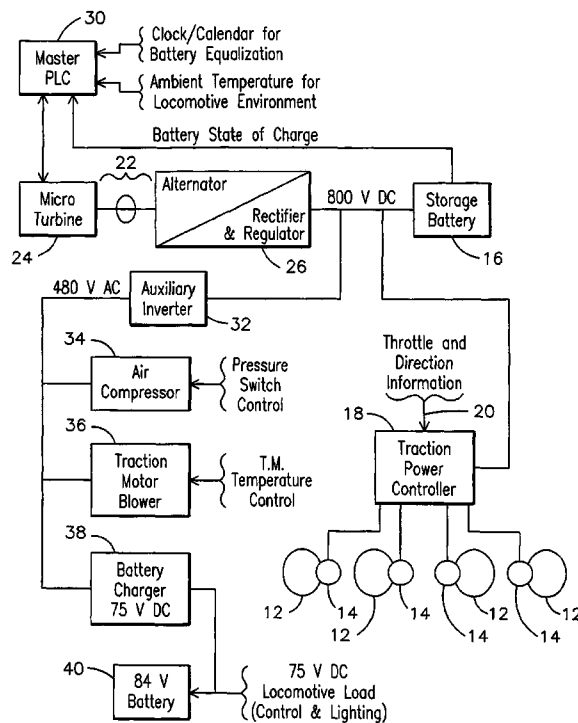 30
Master
PLC
Clock/Calendar for
Battery Equalization
Ambient Temperature for
Locomotive Environment
Battery State of Charge
22
Micro
Turbine
24
Alternator
Rectifier
& Regulator
26
800 V DC
Storage
Battery
16
480 V AC
Auxiliary
Inverter
32
34
Air
Compressor
Pressure
Switch
Control
Throttle and
Direction
Information
20
18
Traction
Power
Controller
36
Traction
Motor
Blower
T.M.
Temperature
Control
38
Battery
Charger
75 V DC
12
14
12
14
14
12
14
12
40
84 V
Battery
75 V DC
Locomotive Load
(Control & Lighting)